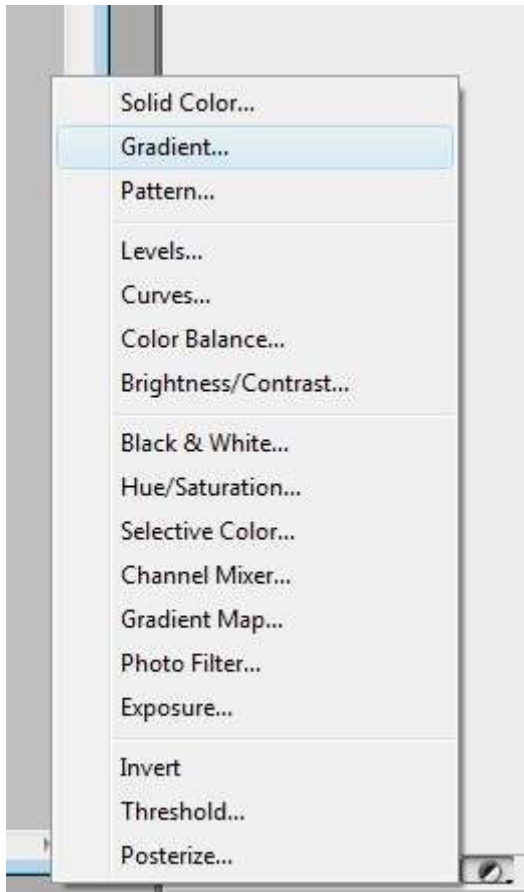 Solid Color...
Gradient...
Pattern...
Levels...
Curves...
Color Balance...
Brightness/Contrast...
Black & White...
Hue/Saturation...
Selective Color...
Channel Mixer...
Gradient Map...
Photo Filter...
Exposure...
Invert
Threshold...
Posterize...